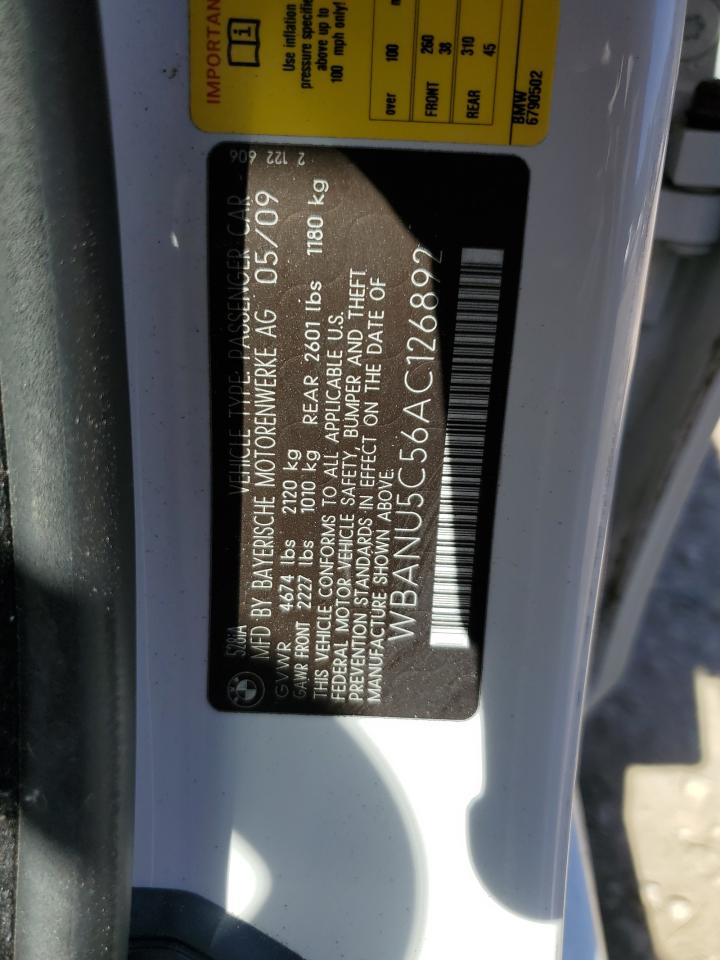 IMPORTAN
Use inflation
pressure specifie
above up to
100 mph only!
over 100
FRONT 260
38
REAR 310
45
BMW
6790502
2 122 606
5281A
VEHICLE TYPE: PASSENGER CAR
MFD BY BAYERISCHE MOTORENWERKE AG 05/09
GVWR 4674 lbs 2120 kg
GAWR FRONT 2227 lbs 1010 kg REAR 2601 lbs 1180 kg
THIS VEHICLE CONFORMS TO ALL APPLICABLE U.S.
FEDERAL MOTOR VEHICLE SAFETY, BUMPER AND THEFT
PREVENTION STANDARDS IN EFFECT ON THE DATE OF
MANUFACTURE SHOWN ABOVE.
WBANU5C56AC126892